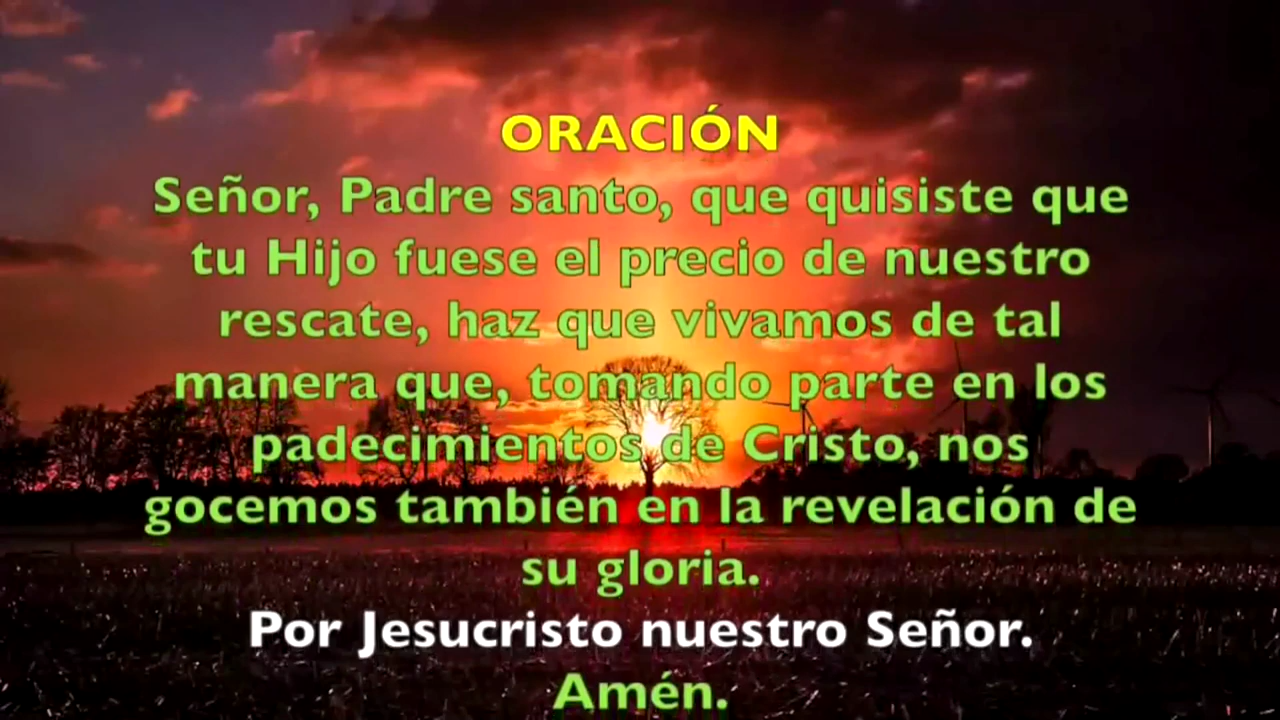 ORACIÓN
Señor, Padre santo, que quisiste que
tu Hijo fuese el precio de nuestro
rescate, haz que vivamos de tal
manera que, tomando parte en los
padecimientos de Cristo, nos
gocemos también en la revelación de
su gloria.
Por Jesucristo nuestro Señor.
Amén.